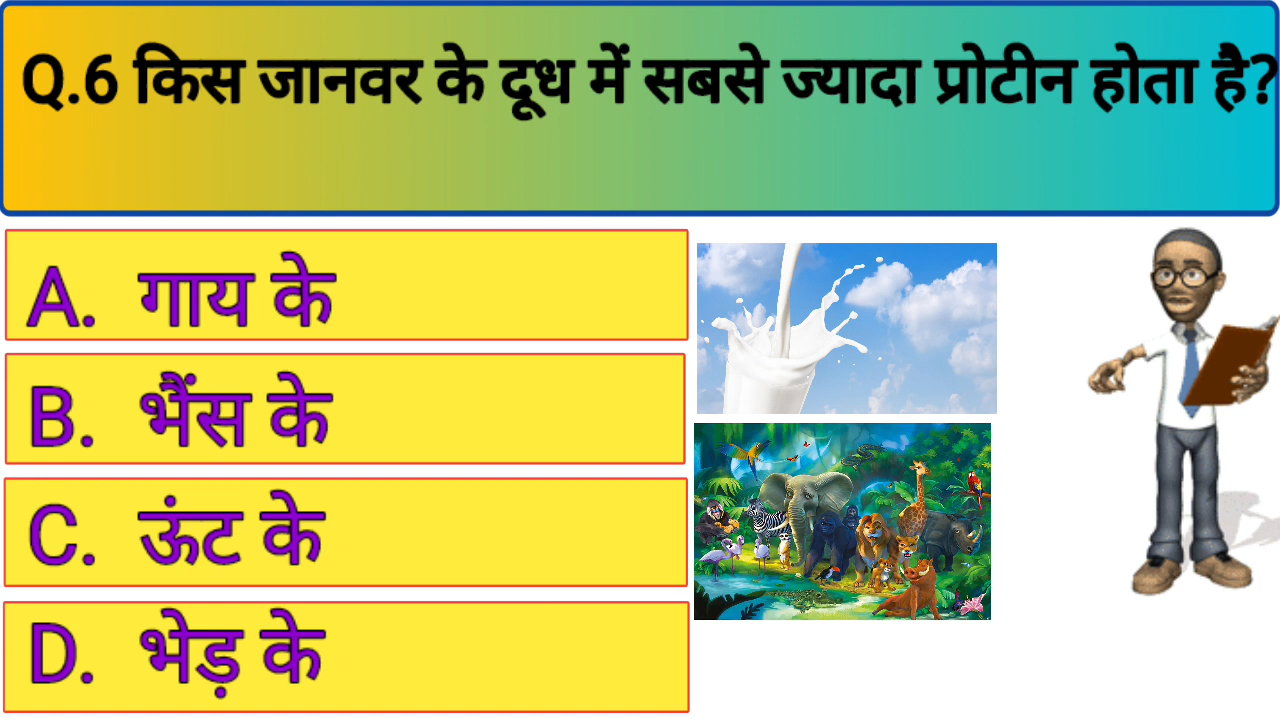 Q.6 किस जानवर के दूध में सबसे ज्यादा प्रोटीन होता है?
A. गाय के
B. भैंस के
C. ऊंट के
D. भेड़ के